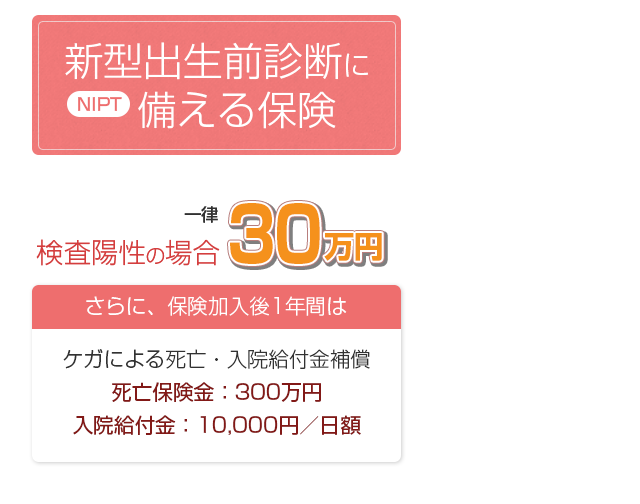 新型出生前診断に
NIPT 備える保険
一律
検査陽性の場合 30万円
さらに、保険加入後1年間は
ケガによる死亡・入院給付金補償
死亡保険金：300万円
入院給付金：10,000円／日額